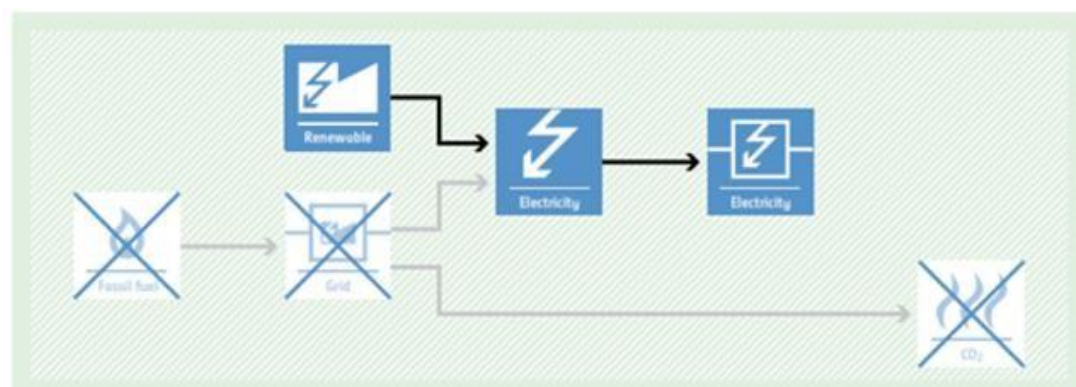 Renewable
Electricity
Electricity
Fossil fuel
Grid
CO₂